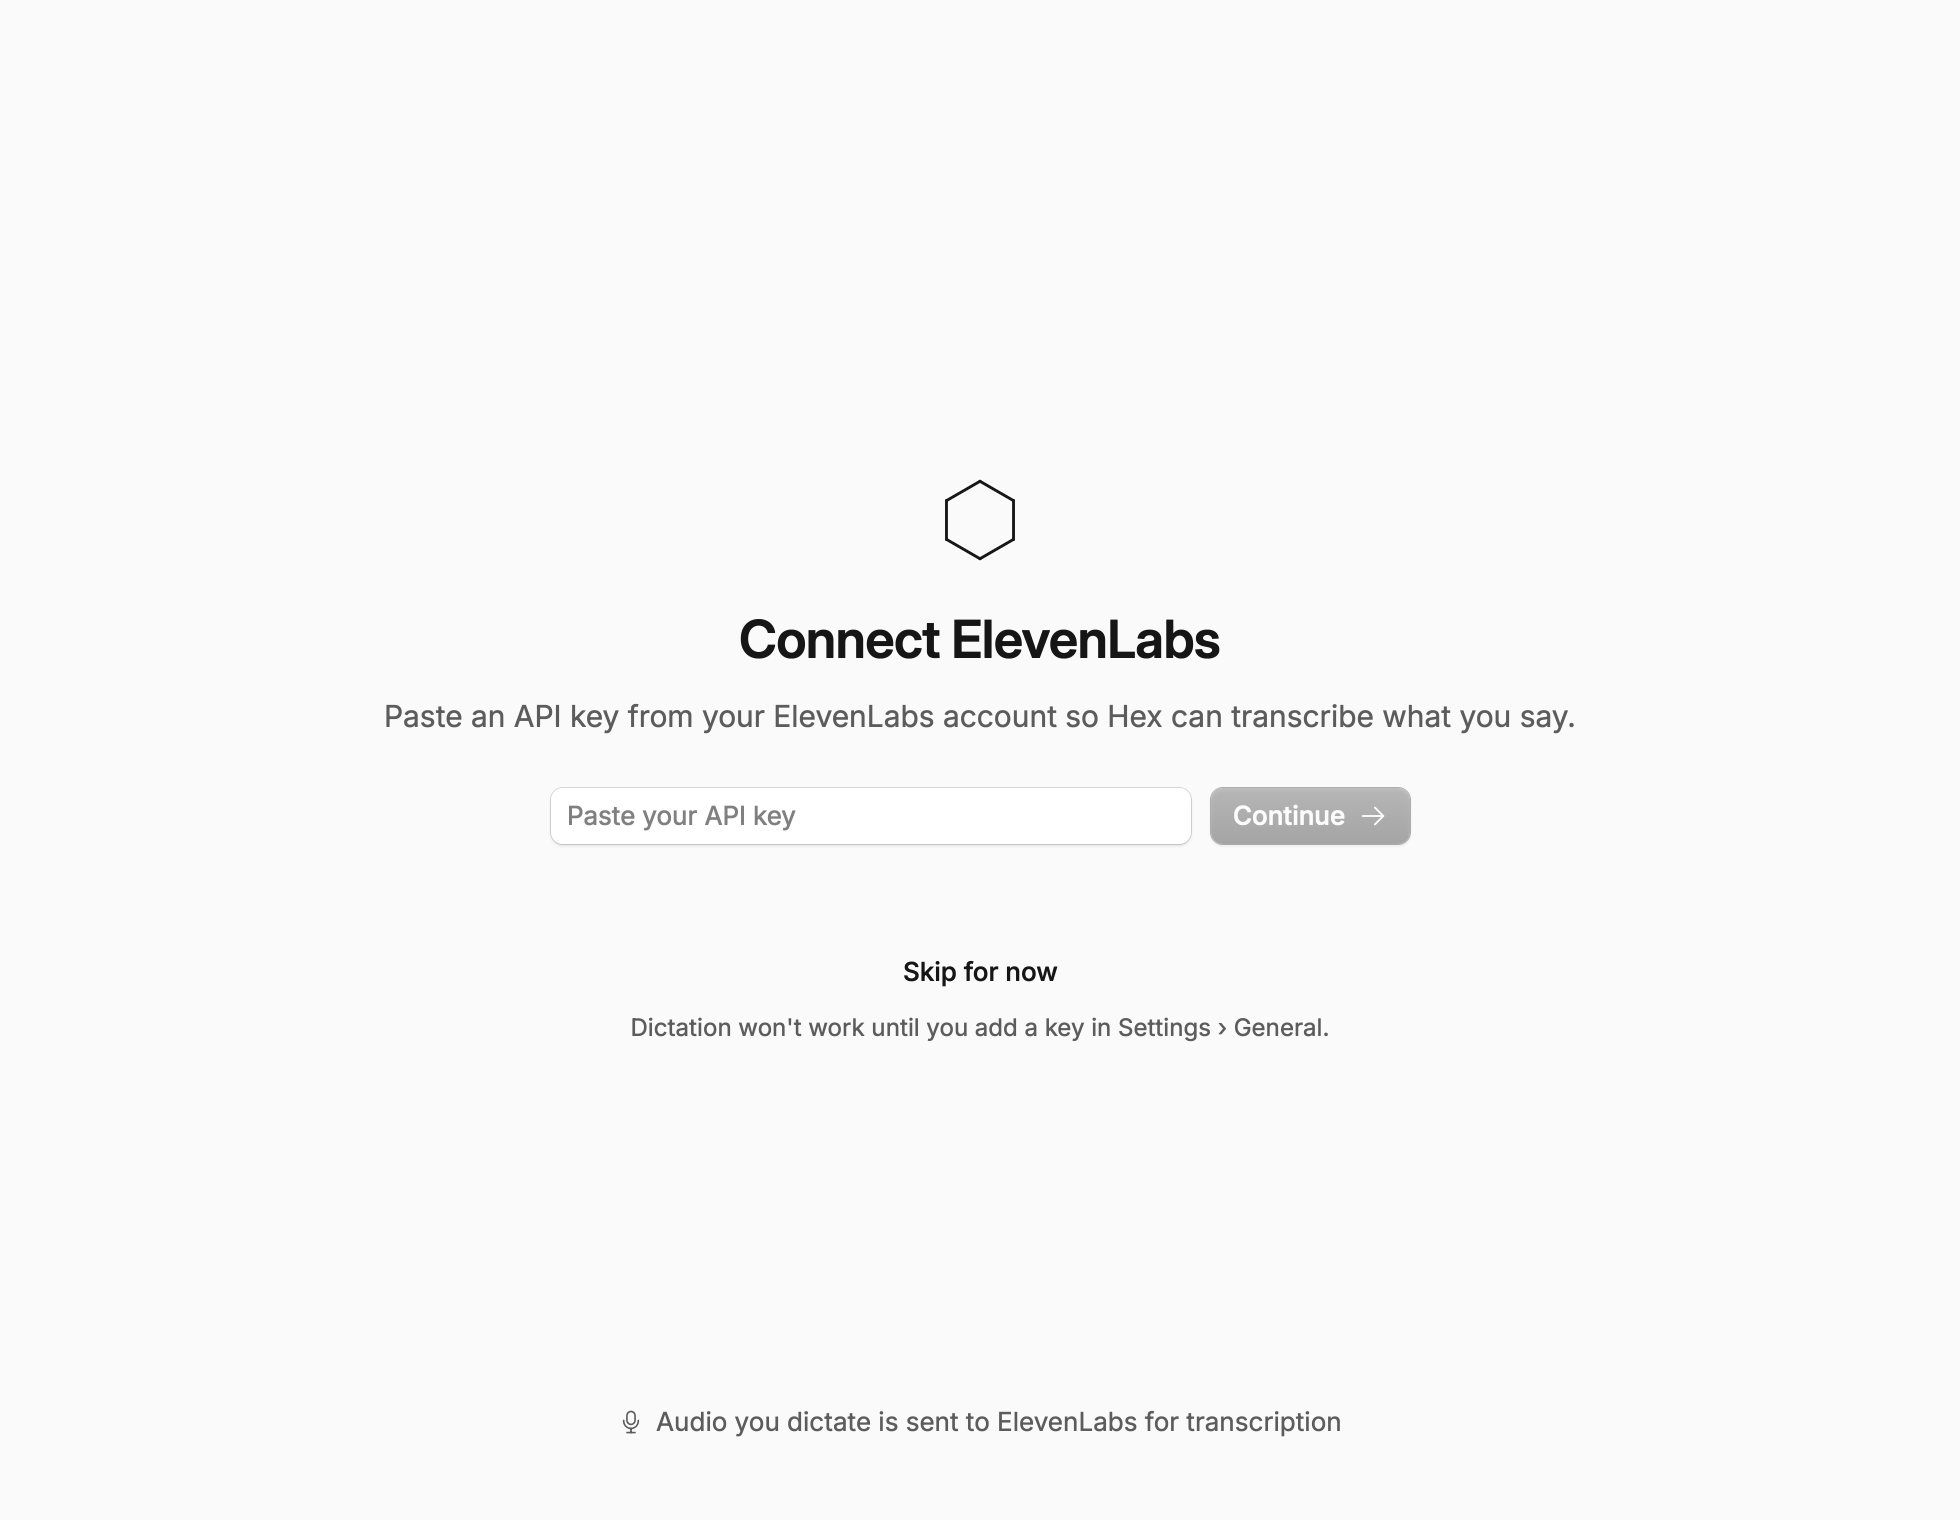 Connect ElevenLabs
Paste an API key from your ElevenLabs account so Hex can transcribe what you say.
Paste your API key
Continue →
Skip for now
Dictation won't work until you add a key in Settings › General.
Audio you dictate is sent to ElevenLabs for transcription